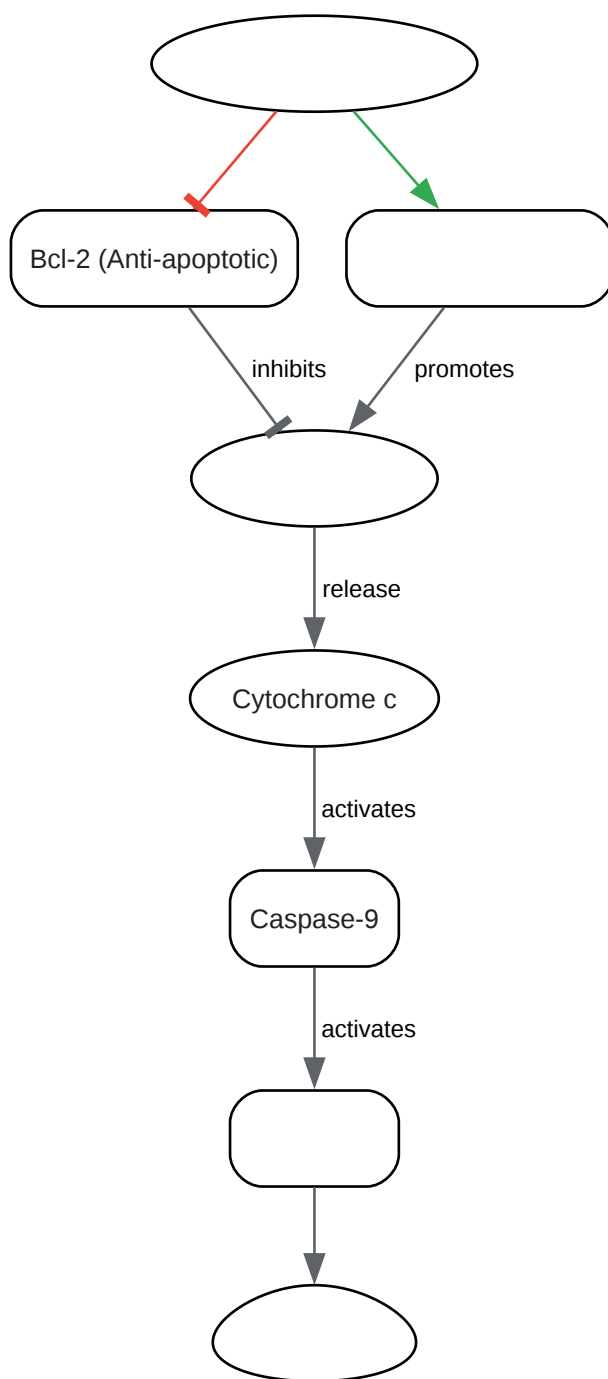 Bcl-2 (Anti-apoptotic)
inhibits
promotes
release
Cytochrome c
activates
Caspase-9
activates